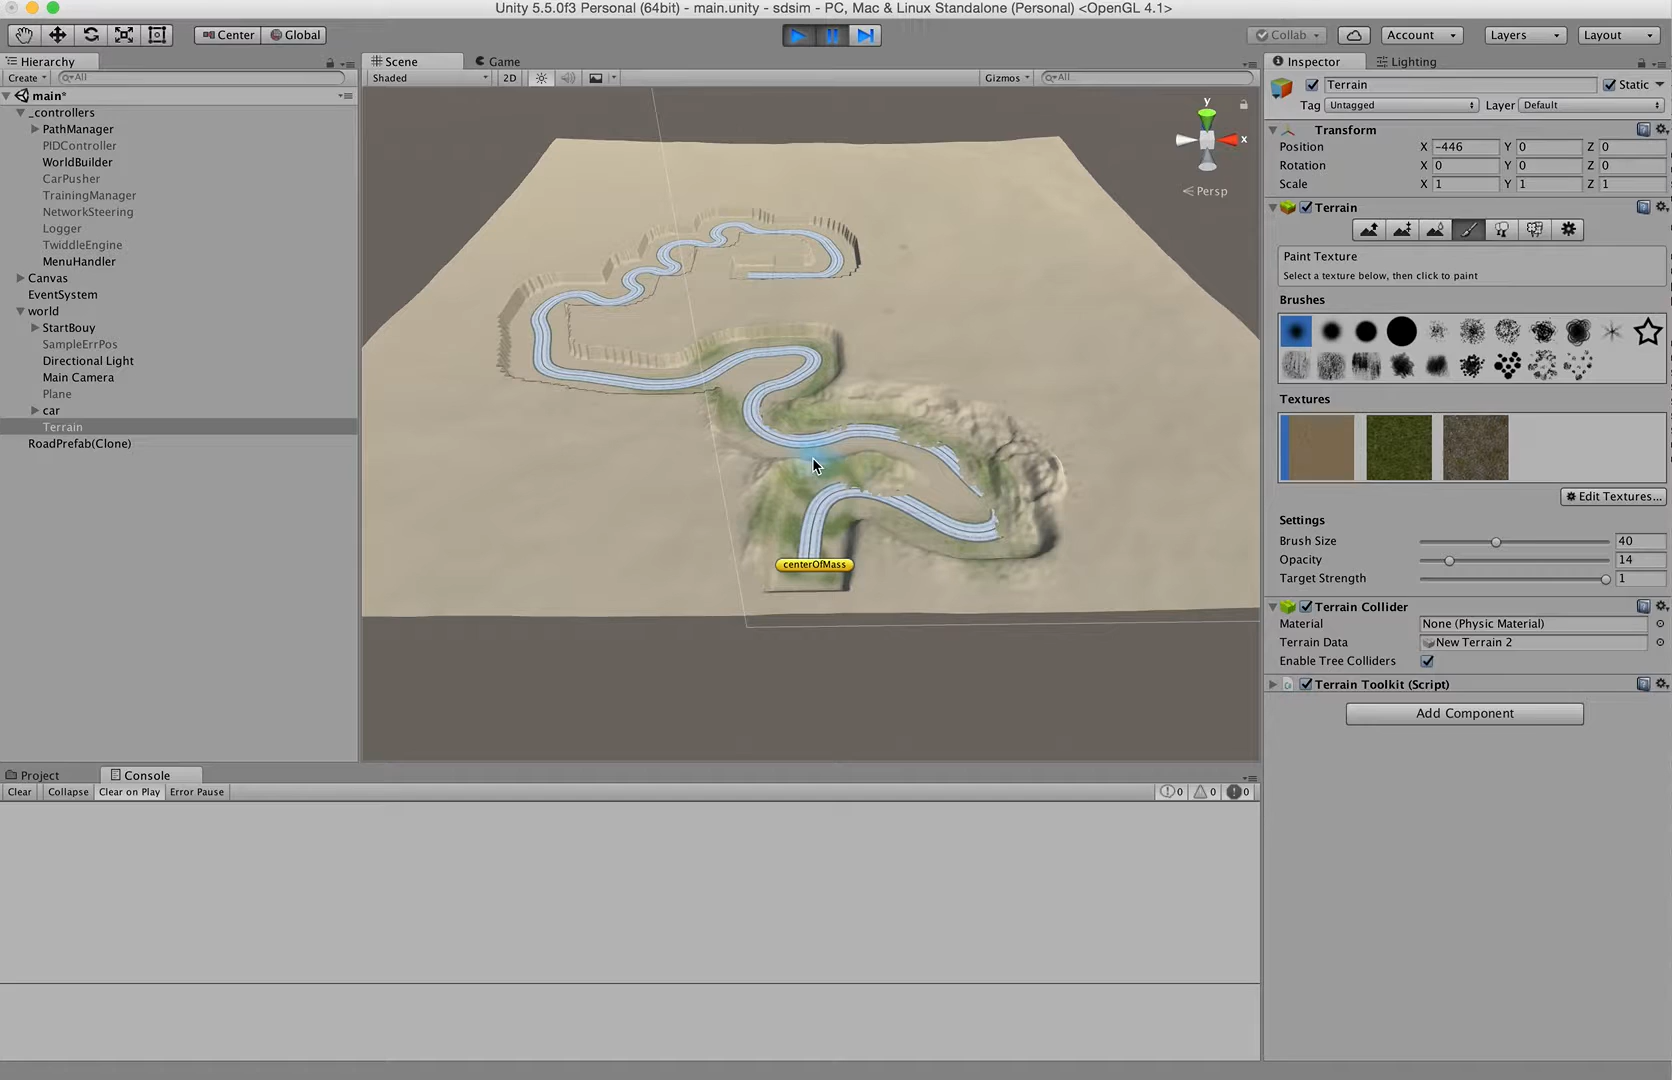 Unity 5.5.0f3 Personal (64bit) - main.unity - sdsim - PC, Mac & Linux Standalone (Personal) <OpenGL 4.1>
Center Global
Collab Account Layers Layout
Hierarchy
Create All
main*
_controllers
PathManager
PIDController
WorldBuilder
CarPusher
TrainingManager
NetworkSteering
Logger
TwiddleEngine
MenuHandler
Canvas
EventSystem
world
StartBouy
SampleErrPos
Directional Light
Main Camera
Plane
car
Terrain
RoadPrefab(Clone)
Scene Game
Shaded 2D Gizmos All
y
x
Persp
centerOfMass
Inspector Lighting
Terrain Static
Tag Untagged Layer Default
Transform
Position X -446 Y 0 Z 0
Rotation X 0 Y 0 Z 0
Scale X 1 Y 1 Z 1
Terrain
Paint Texture
Select a texture below, then click to paint
Brushes
Textures
Edit Textures...
Settings
Brush Size 40
Opacity 14
Target Strength 1
Terrain Collider
Material None (Physic Material)
Terrain Data New Terrain 2
Enable Tree Colliders
Terrain Toolkit (Script)
Add Component
Project Console
Clear Collapse Clear on Play Error Pause 0 0 0